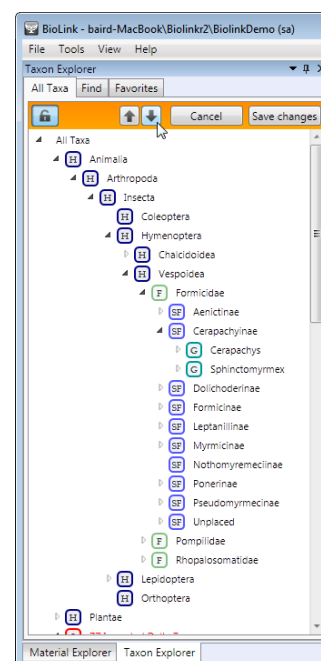 BioLink - baird-MacBook\Biolinkr2\BiolinkDemo (sa)
File Tools View Help
Taxon Explorer
All Taxa Find Favorites
Cancel Save changes
All Taxa
H Animalia
H Arthropoda
H Insecta
H Coleoptera
H Hymenoptera
H Chalcidoidea
H Vespoidea
F Formicidae
SF Aenictinae
SF Cerapachyinae
G Cerapachys
G Sphinctomyrmex
SF Dolichoderinae
SF Formicinae
SF Leptanillinae
SF Myrmicinae
SF Nothomyremeciinae
SF Ponerinae
SF Pseudomyrmecinae
SF Unplaced
F Pompilidae
F Rhopalosomatidae
H Lepidoptera
H Orthoptera
H Plantae
Material Explorer Taxon Explorer